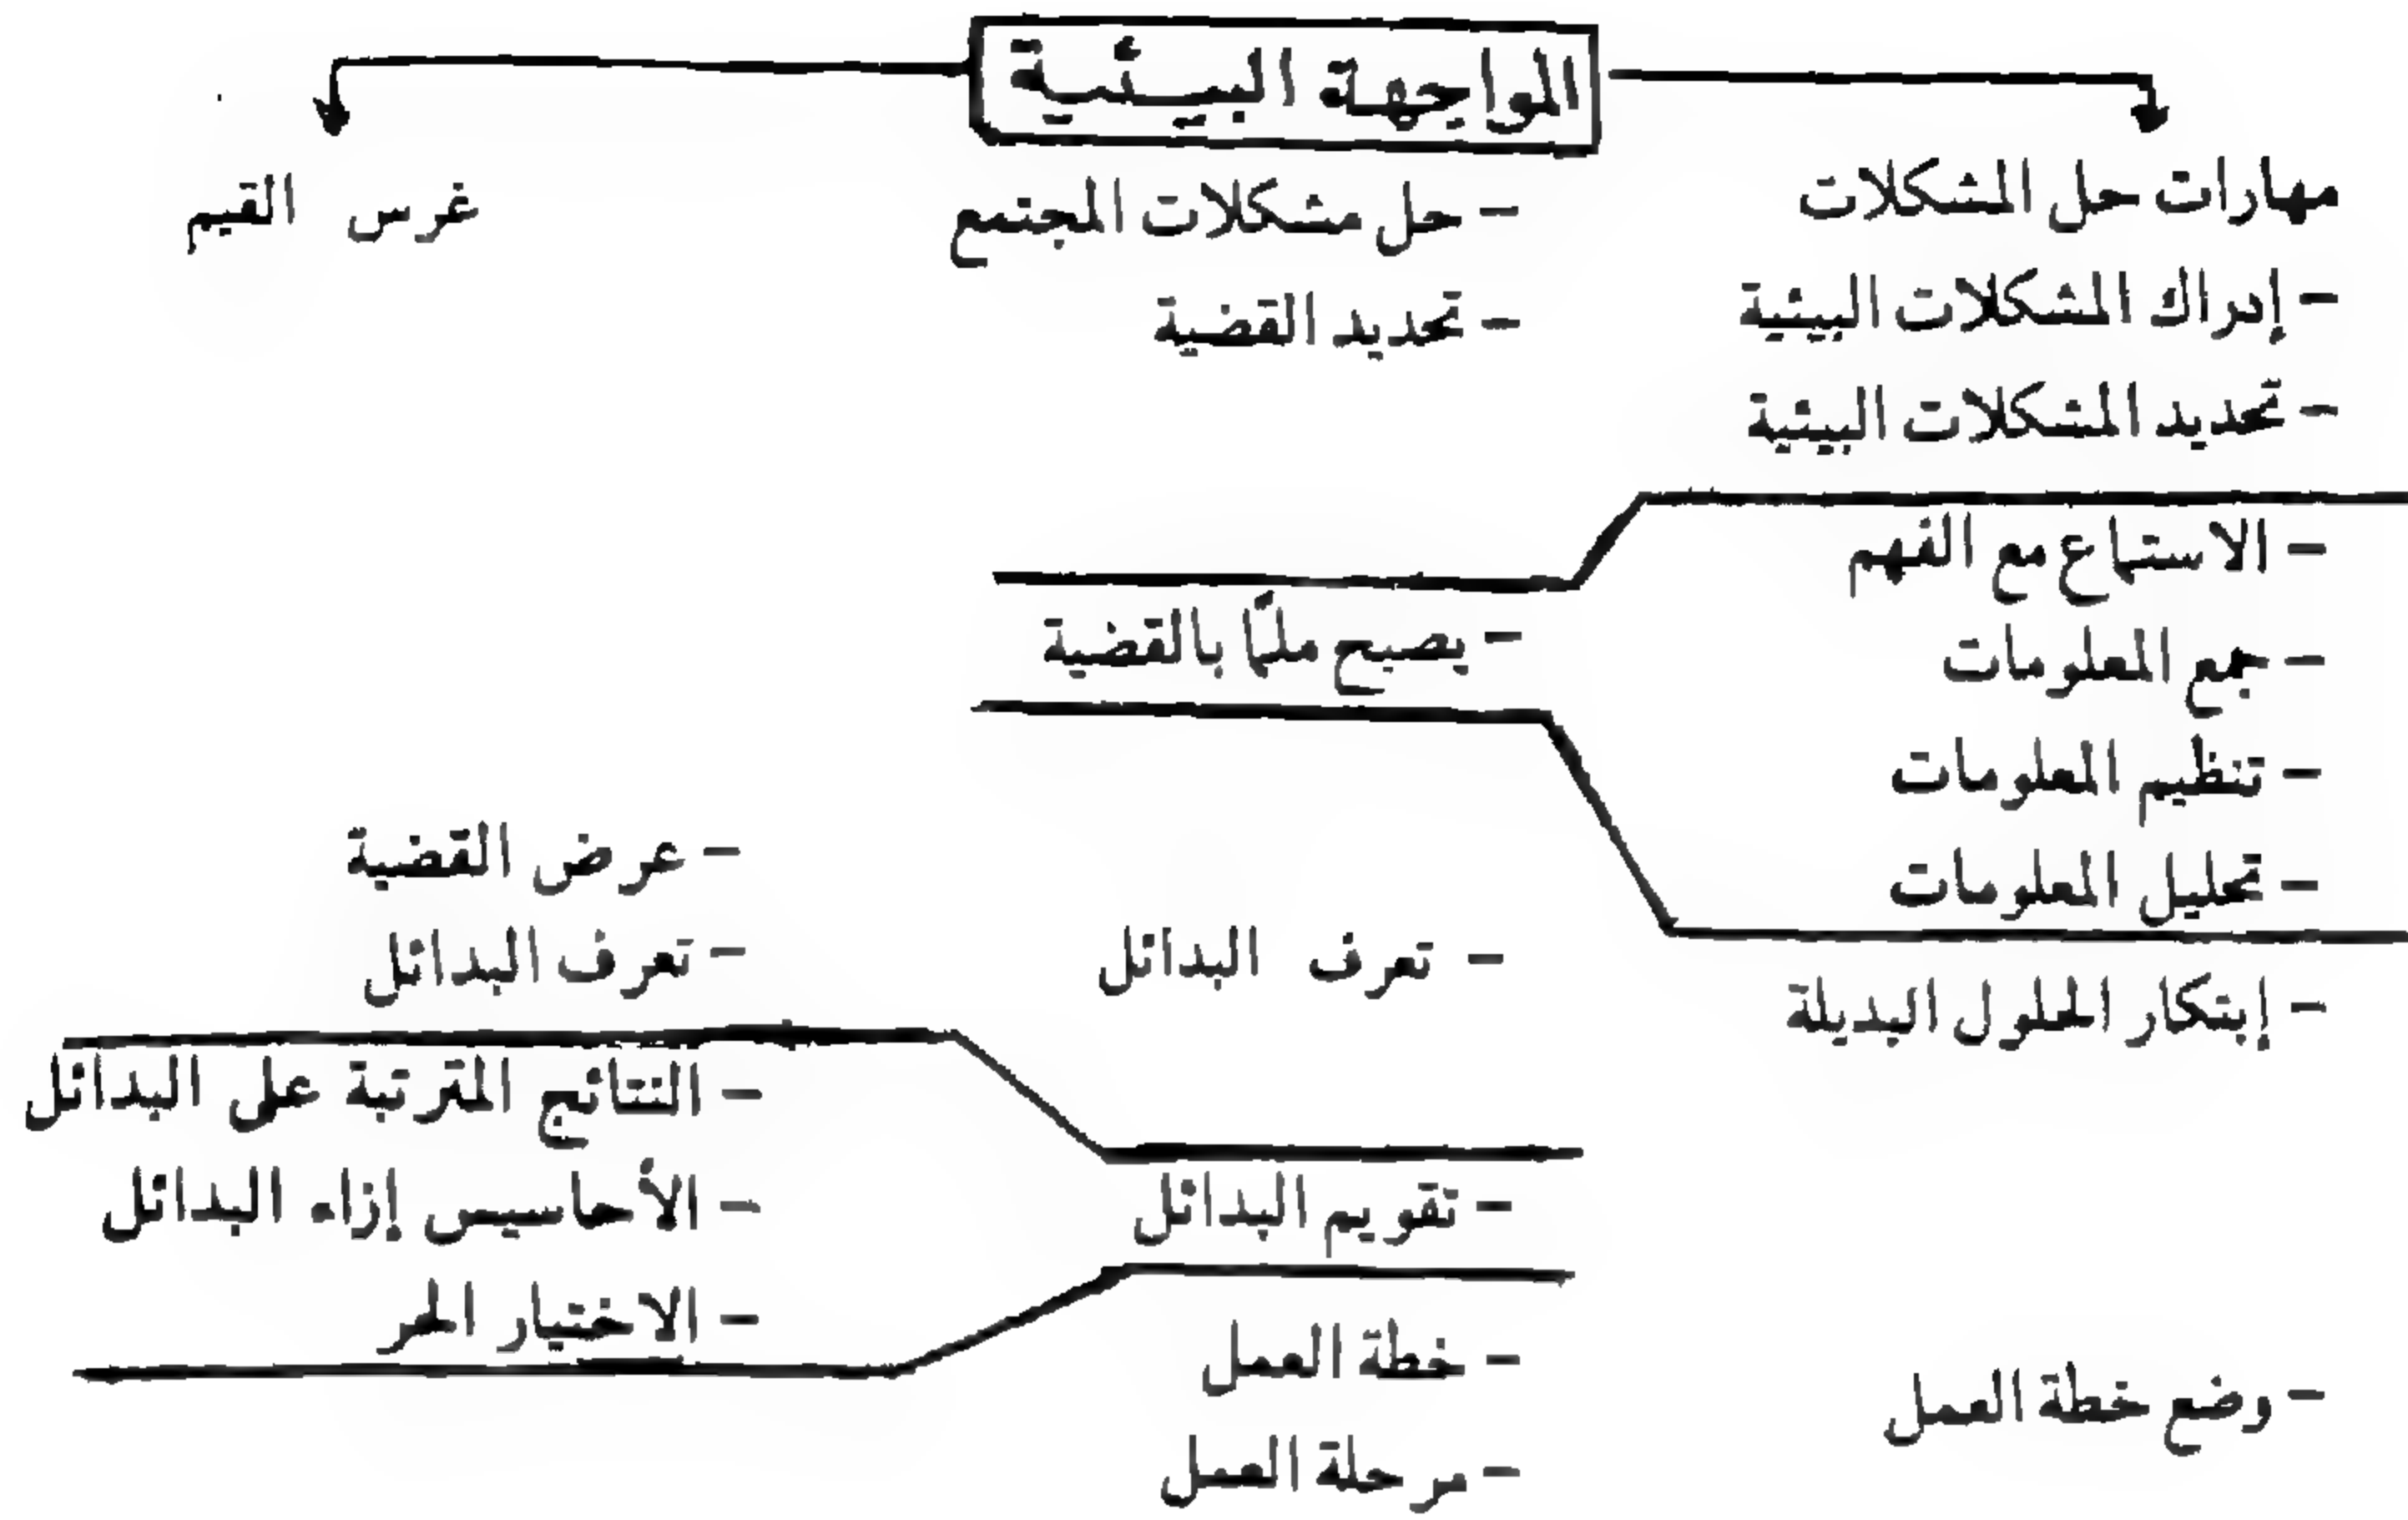 المواجهة البيئية
مهارات حل المشكلات
- إدراك المشكلات البيئية
- تحديد المشكلات البيئية
- الاستماع مع الفهم
- جمع المعلومات
- تنظيم المعلومات
- تحليل المعلومات
- إبتكار الحلول البديلة
- وضع خطة العمل
- حل مشكلات المجتمع
- تحديد القضية
- يصبح ملمًّا بالقضية
- تعرف البدائل
- تقويم البدائل
- خطة العمل
- مرحلة العمل
غرس القيم
- عرض القضية
- تعرف البدائل
- النتائج المترتبة على البدائل
- الأحاسيس إزاء البدائل
- الاختيار الحر